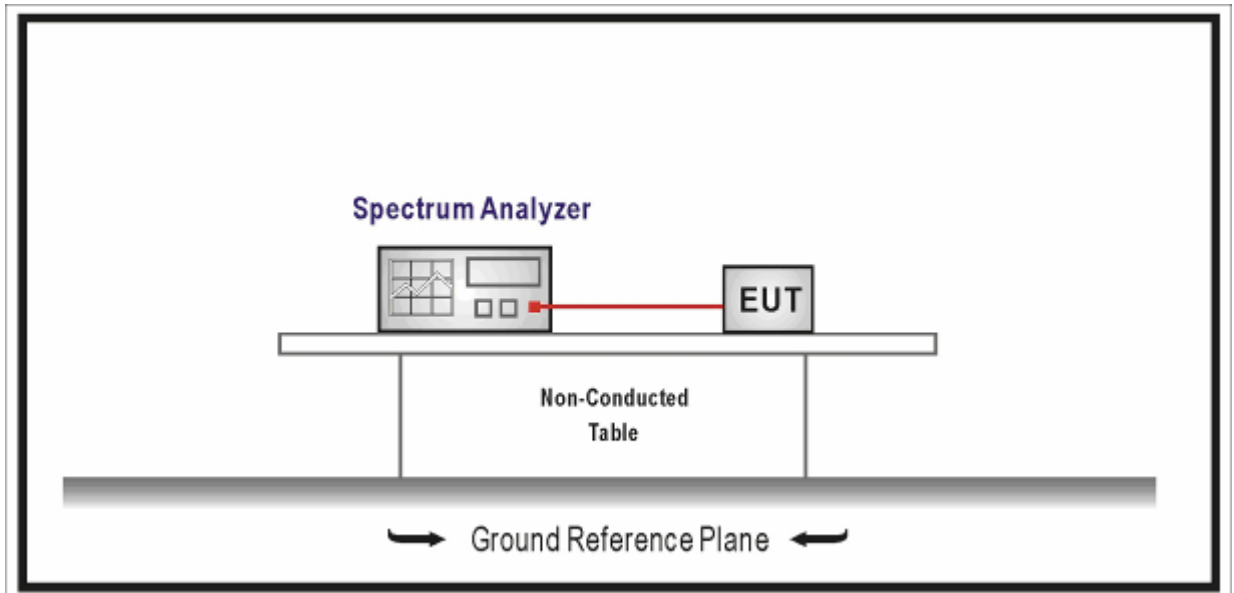 Spectrum Analyzer
EUT
Non-Conducted
Table
Ground Reference Plane